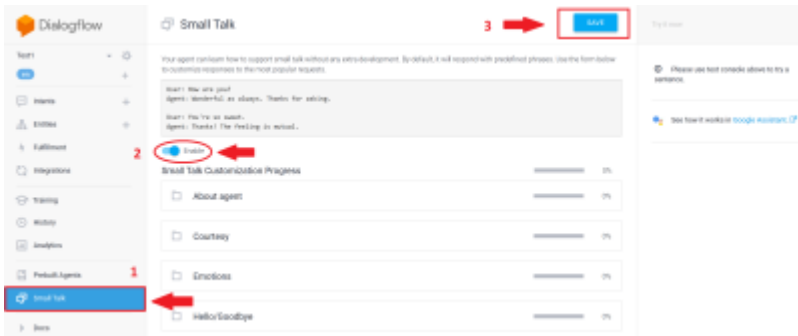 Dialogflow
Small Talk
3
SAVE
Try it now
Test1
Your agent can learn how to support small talk without any extra development. By default, it will respond with predefined phrases. Use the form below
to customize responses to the most popular requests.
Please use test console above to try a
sentence.
en
User: How are you?
Agent: Wonderful as always. Thanks for asking.
Intents
User: You're so sweet.
Agent: Thanks! The feeling is mutual.
See how it works in Google Assistant.
Entities
Fulfillment
2
Enable
Integrations
Small Talk Customization Progress
0%
Training
About agent
0%
History
Courtesy
0%
Analytics
Prebuilt Agents
1
Emotions
0%
Small Talk
Hello/Goodbye
0%
Docs